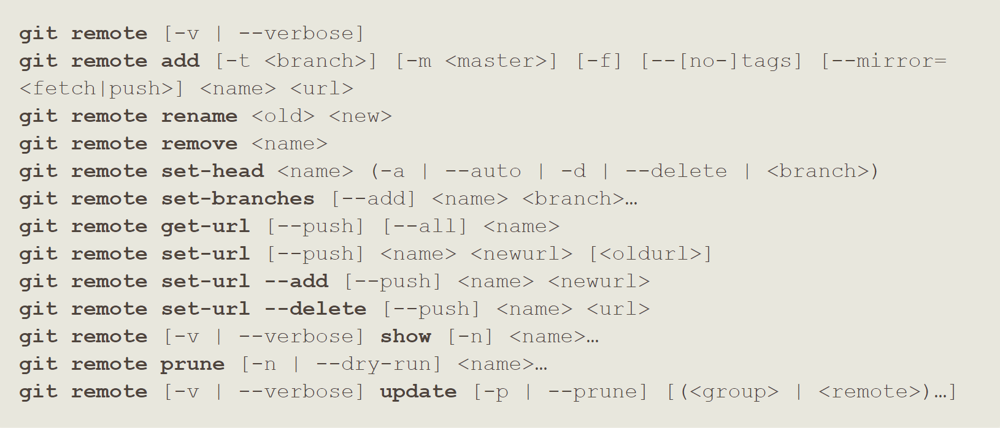 git remote [-v | --verbose]
git remote add [-t <branch>] [-m <master>] [-f] [--[no-]tags] [--mirror=
<fetch|push>] <name> <url>
git remote rename <old> <new>
git remote remove <name>
git remote set-head <name> (-a | --auto | -d | --delete | <branch>)
git remote set-branches [--add] <name> <branch>…
git remote get-url [--push] [--all] <name>
git remote set-url [--push] <name> <newurl> [<oldurl>]
git remote set-url --add [--push] <name> <newurl>
git remote set-url --delete [--push] <name> <url>
git remote [-v | --verbose] show [-n] <name>…
git remote prune [-n | --dry-run] <name>…
git remote [-v | --verbose] update [-p | --prune] [(<group> | <remote>)…]